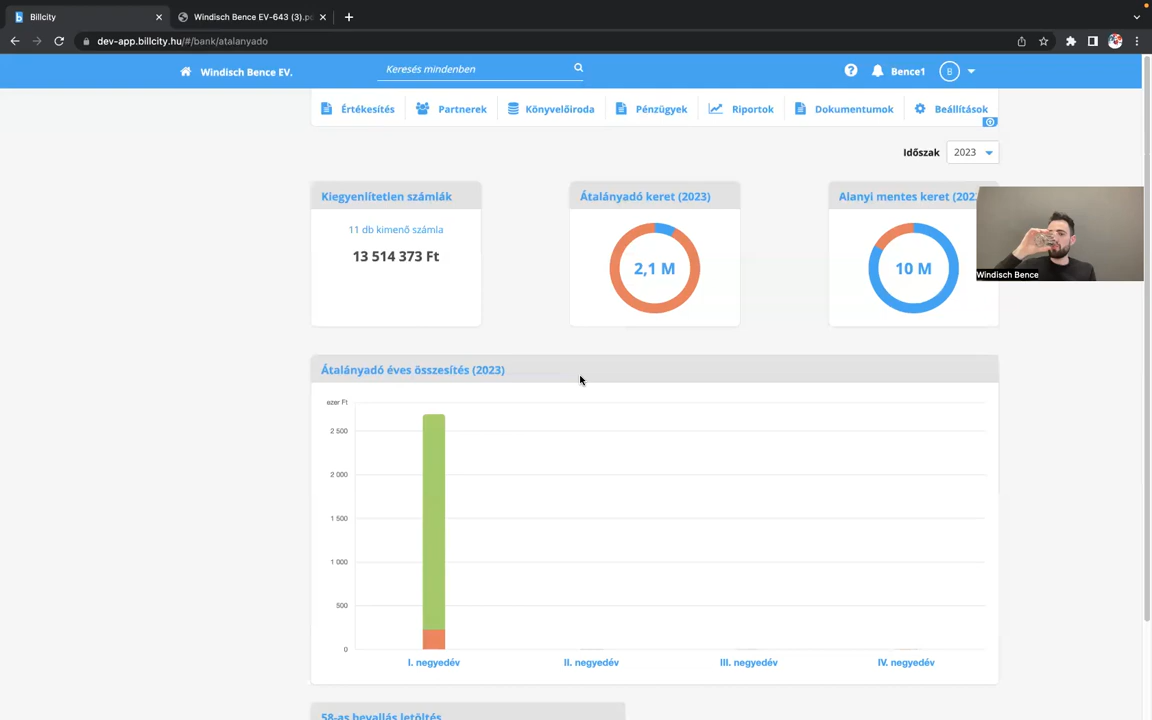 Billcity
Windisch Bence EV-643 (3).p
dev-app.billcity.hu/#/bank/atalanyado
Windisch Bence EV.
Keresés mindenben
Bence1
B
Értékesítés
Partnerek
Könyvelőiroda
Pénzügyek
Riportok
Dokumentumok
Beállítások
Időszak
2023
Kiegyenlítetlen számlák
11 db kimenő számla
13 514 373 Ft
Átalányadó keret (2023)
2,1 M
Alanyi mentes keret (202
10 M
Windisch Bence
Átalányadó éves összesítés (2023)
ezer Ft
2 500
2 000
1 500
1 000
500
0
I. negyedév
II. negyedév
III. negyedév
IV. negyedév
58-as bevallás letöltés